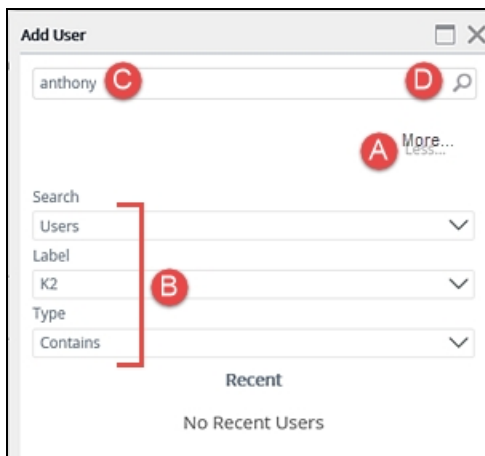 Add User
anthony C D
A More...
Less...
Search
Users
Label
K2
B
Type
Contains
Recent
No Recent Users